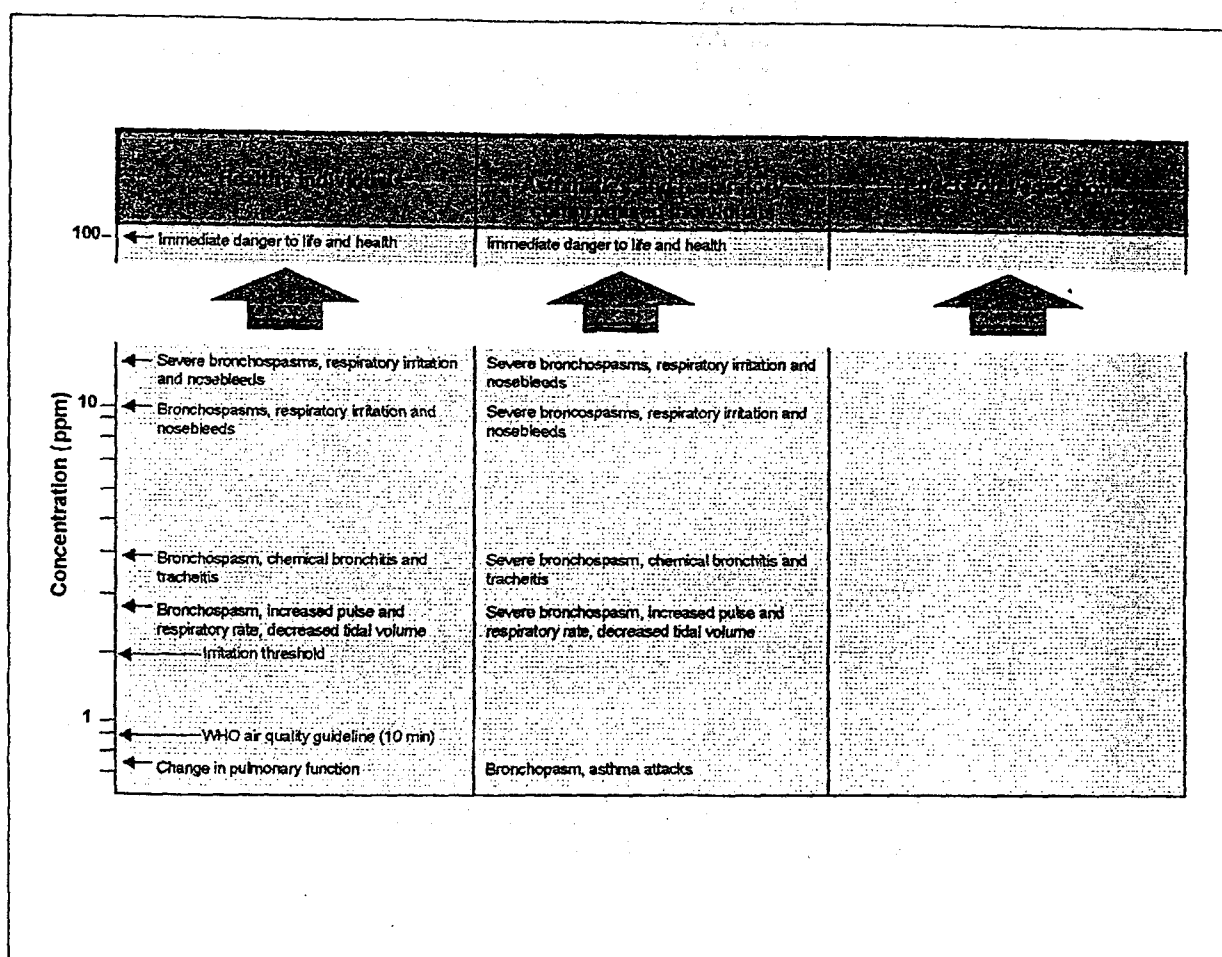 100
Immediate danger to life and health
Immediate danger to life and health
Severe bronchospasms, respiratory irritation
and nosebleeds
Severe bronchospasms, respiratory irritation and
nosebleeds
10
Bronchospasms, respiratory irritation and
nosebleeds
Severe broncospasms, respiratory irritation and
nosebleeds
Concentration (ppm)
Bronchospasm, chemical bronchitis and
tracheitis
Severe bronchospasm, chemical bronchitis and
tracheitis
Bronchospasm, increased pulse and
respiratory rate, decreased tidal volume
Severe bronchospasm, increased pulse and
respiratory rate, decreased tidal volume
Irritation threshold
1
WHO air quality guideline (10 min)
Change in pulmonary function
Bronchopasm, asthma attacks